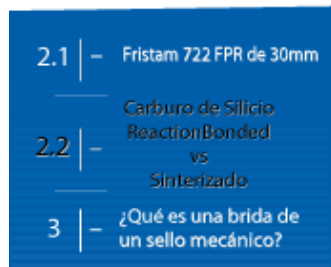 2.1 | – Fristam 722 FPR de 30mm
Carburo de Silicio
ReactionBonded
2.2 | – vs
Sinterizado
3 | – ¿Qué es una brida de
un sello mecánico?